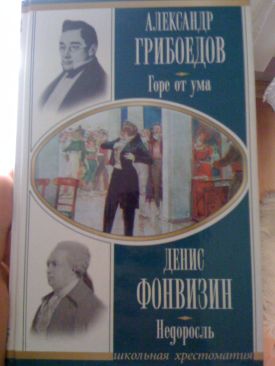 АЛЕКСАНДР
ГРИБОЕДОВ
Горе от ума
ДЕНИС
ФОНВИЗИН
Недоросль
школьная хрестоматия